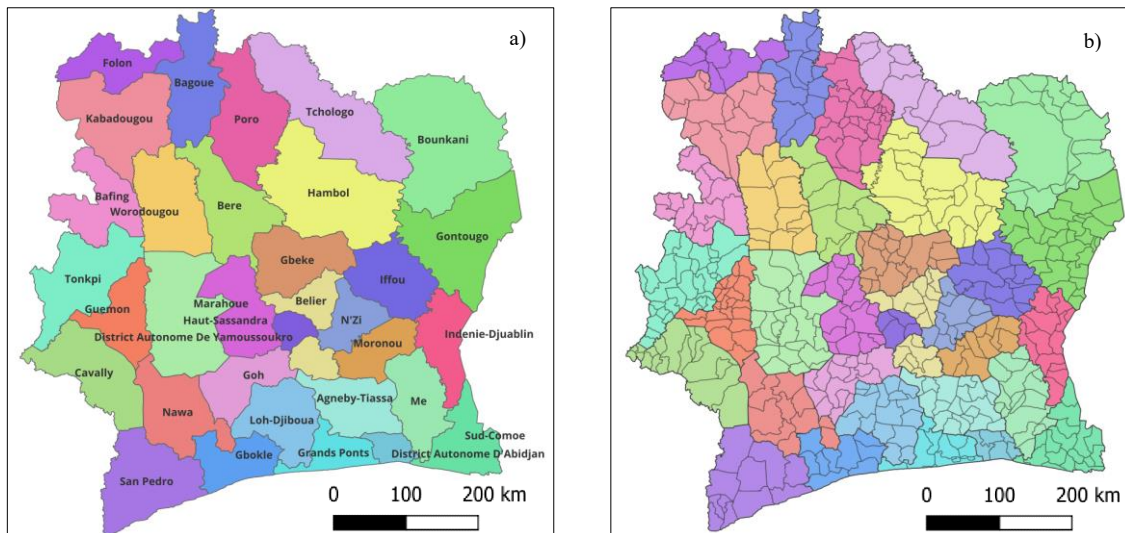 a)
Folon
Bagoue
Tchologo
Kabadougou
Poro
Bounkani
Hambol
Bafing
Worodougou
Bere
Gontougo
Gbeke
Tonkpi
Iffou
Belier
Guemon
Marahoue
N'Zi
Haut-Sassandra
Indenie-Djuablin
District Autonome De Yamoussoukro
Moronou
Cavally
Goh
Agneby-Tiassa
Me
Nawa
Loh-Djiboua
Sud-Comoe
Gbokle
Grands Ponts
District Autonome D'Abidjan
San Pedro
0 100 200 km
b)
0 100 200 km